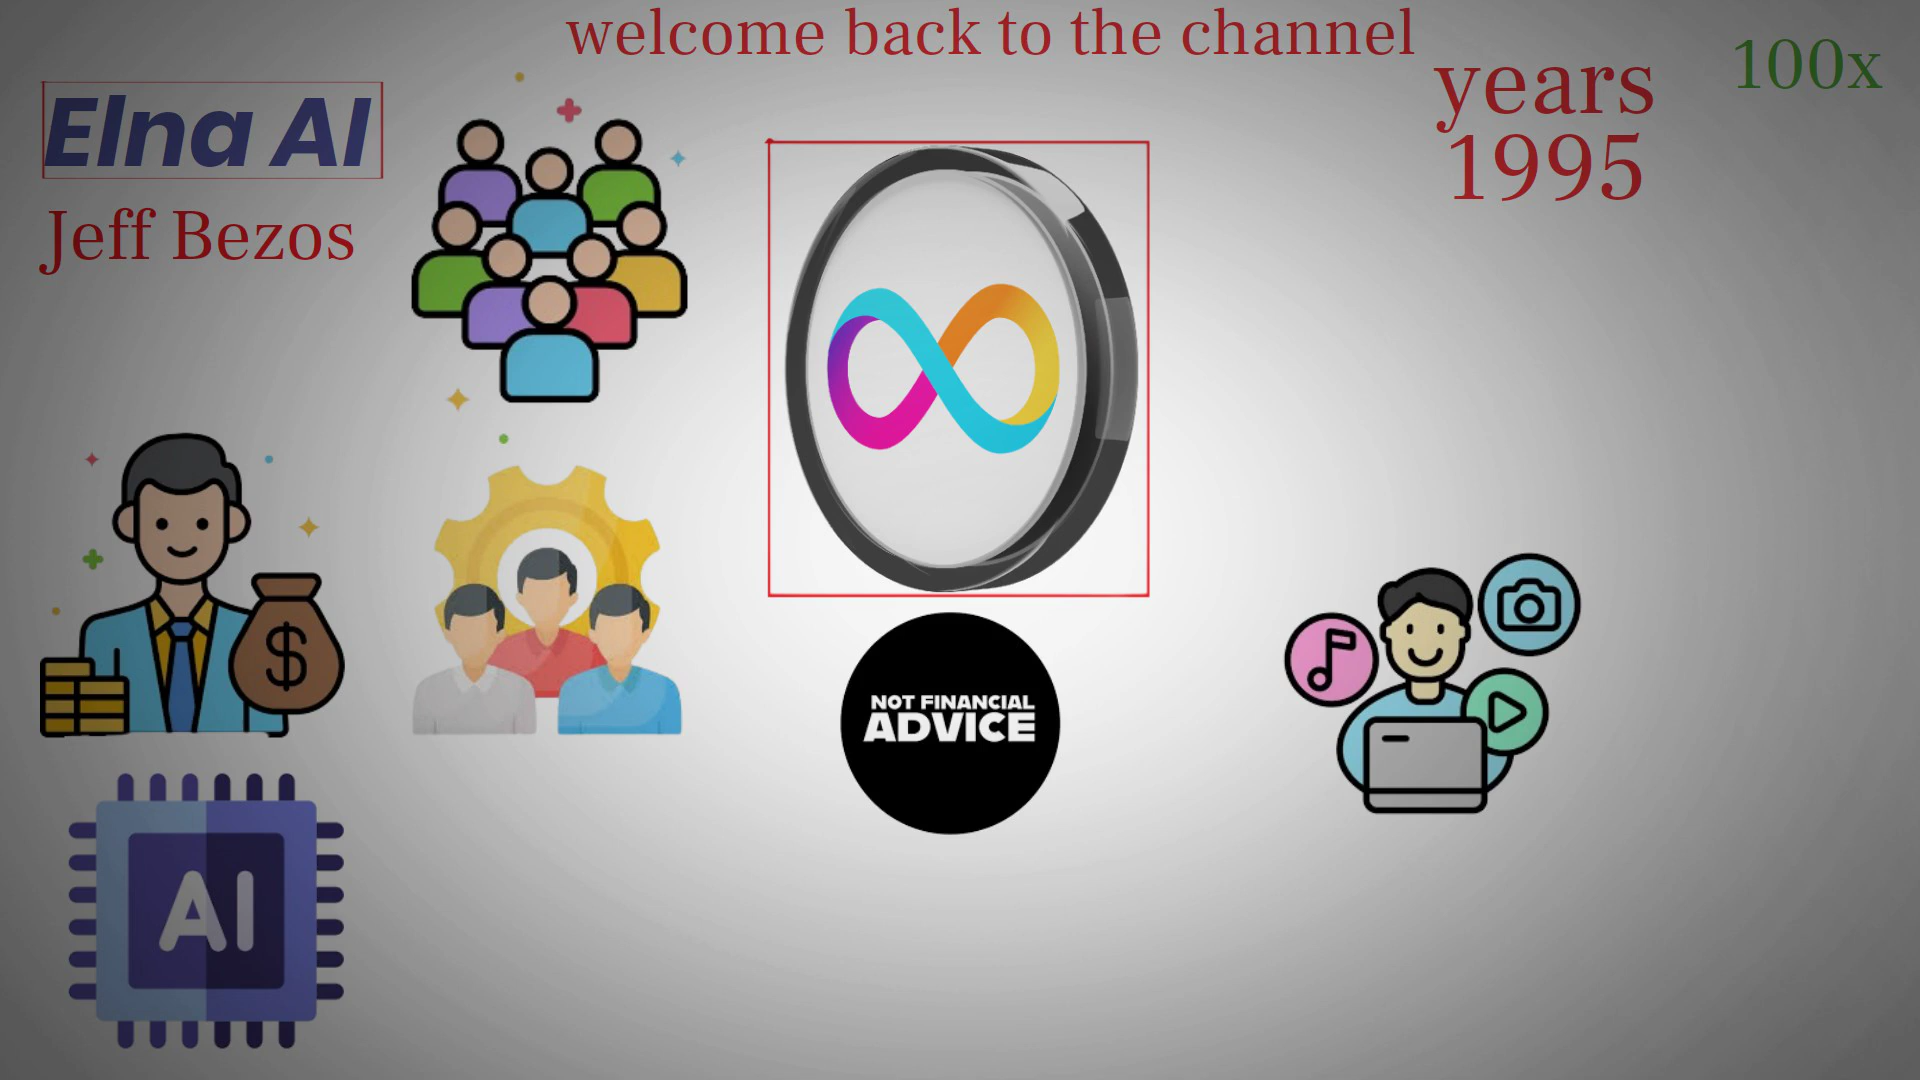 welcome back to the channel
years
1995
100x
Elna AI
Jeff Bezos
$
NOT FINANCIAL
ADVICE
AI